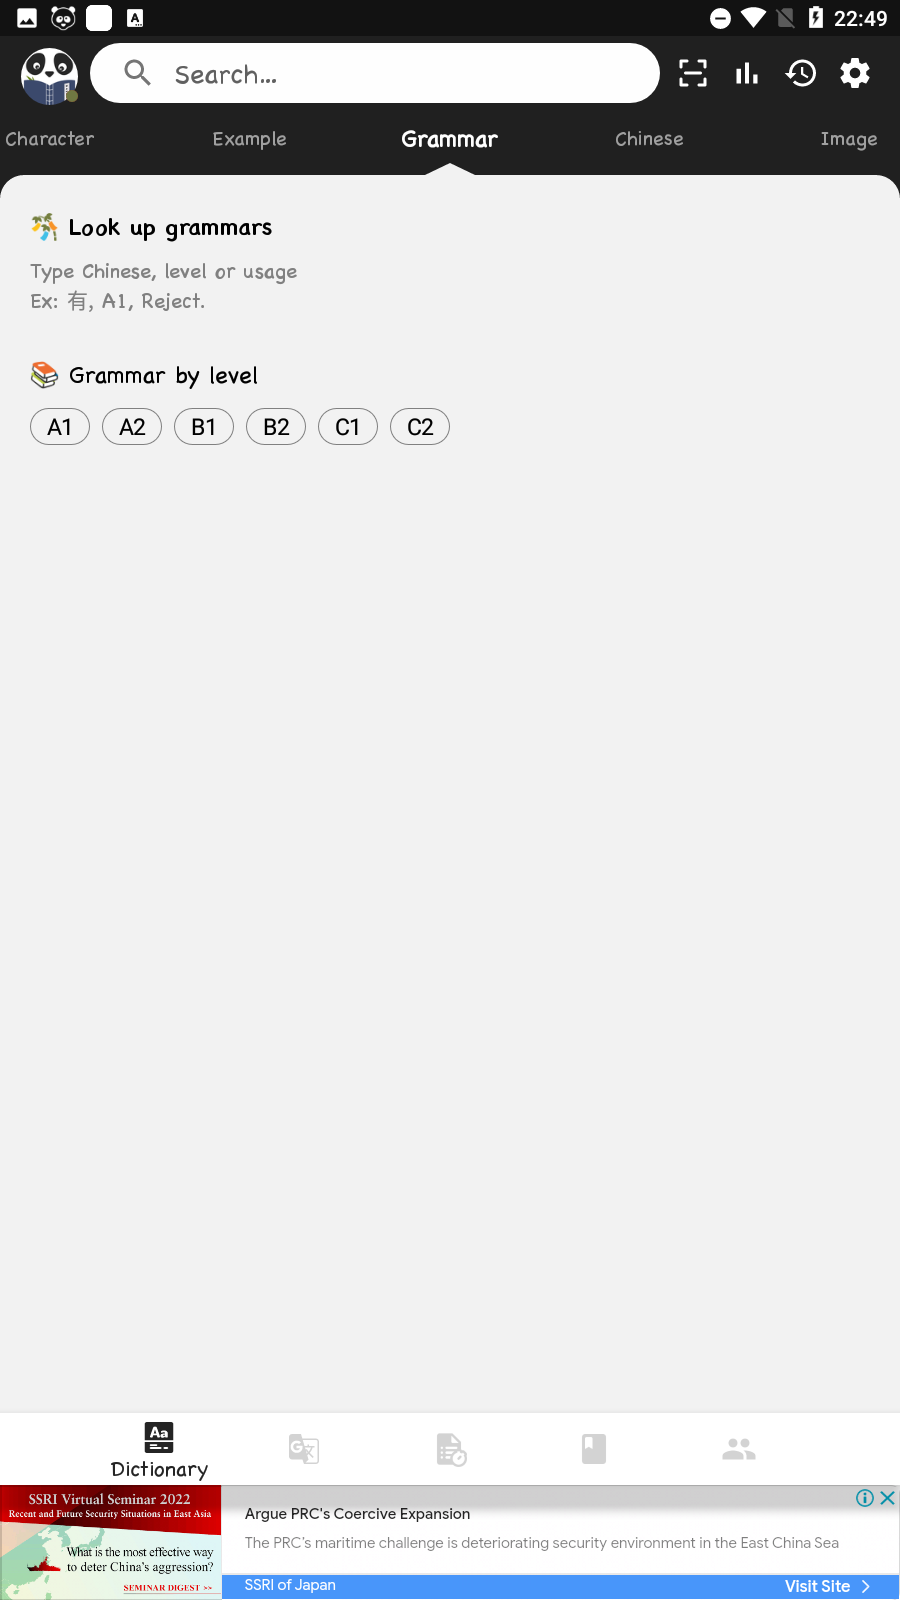 22:49
Search...
Character Example Grammar Chinese Image
Look up grammars
Type Chinese, level or usage
Ex: 有, A1, Reject.
Grammar by level
A1 A2 B1 B2 C1 C2
Aa
Dictionary
SSRI Virtual Seminar 2022
Recent and Future Security Situations in East Asia
What is the most effective way
to deter China's aggression?
SEMINAR DIGEST >>
Argue PRC's Coercive Expansion
The PRC's maritime challenge is deteriorating security environment in the East China Sea
SSRI of Japan
Visit Site